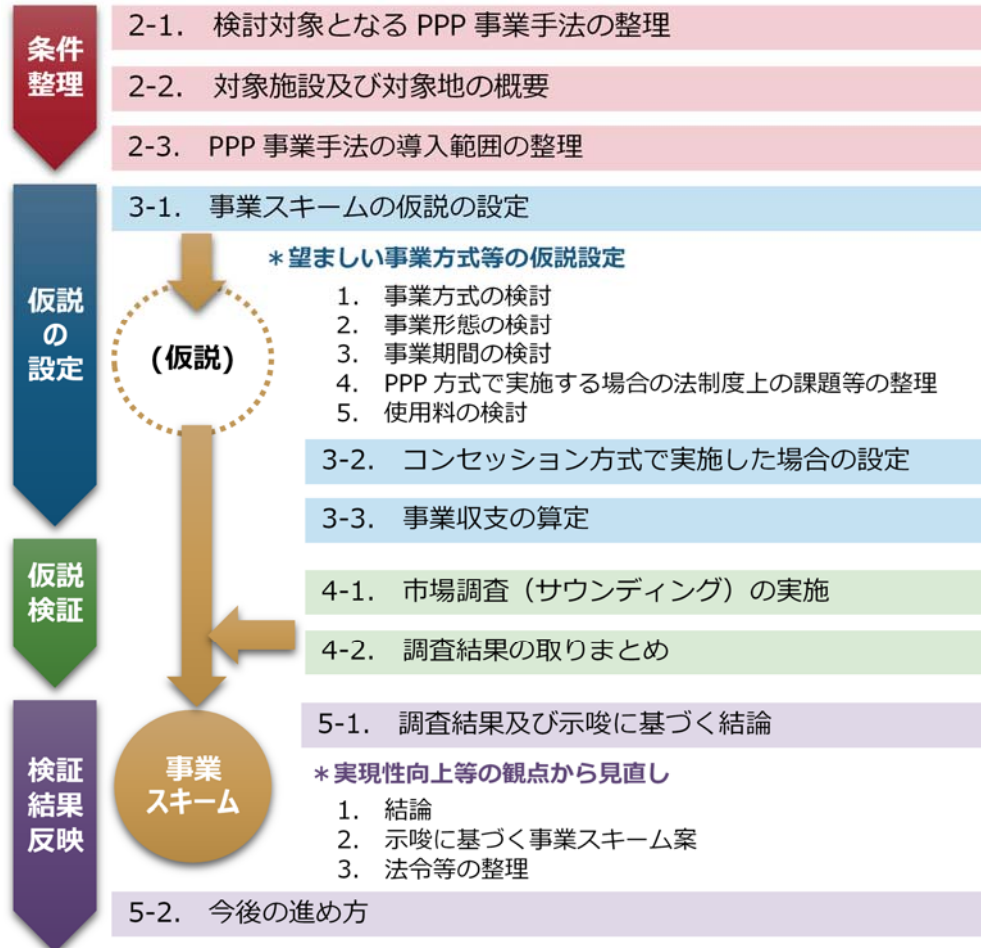 条件
整理
2-1. 検討対象となる PPP 事業手法の整理
2-2. 対象施設及び対象地の概要
2-3. PPP 事業手法の導入範囲の整理
仮説
の
設定
3-1. 事業スキームの仮説の設定
(仮説)
＊望ましい事業方式等の仮説設定
1. 事業方式の検討
2. 事業形態の検討
3. 事業期間の検討
4. PPP 方式で実施する場合の法制度上の課題等の整理
5. 使用料の検討
3-2. コンセッション方式で実施した場合の設定
3-3. 事業収支の算定
仮説
検証
4-1. 市場調査（サウンディング）の実施
4-2. 調査結果の取りまとめ
検証
結果
反映
事業
スキーム
5-1. 調査結果及び示唆に基づく結論
＊実現性向上等の観点から見直し
1. 結論
2. 示唆に基づく事業スキーム案
3. 法令等の整理
5-2. 今後の進め方